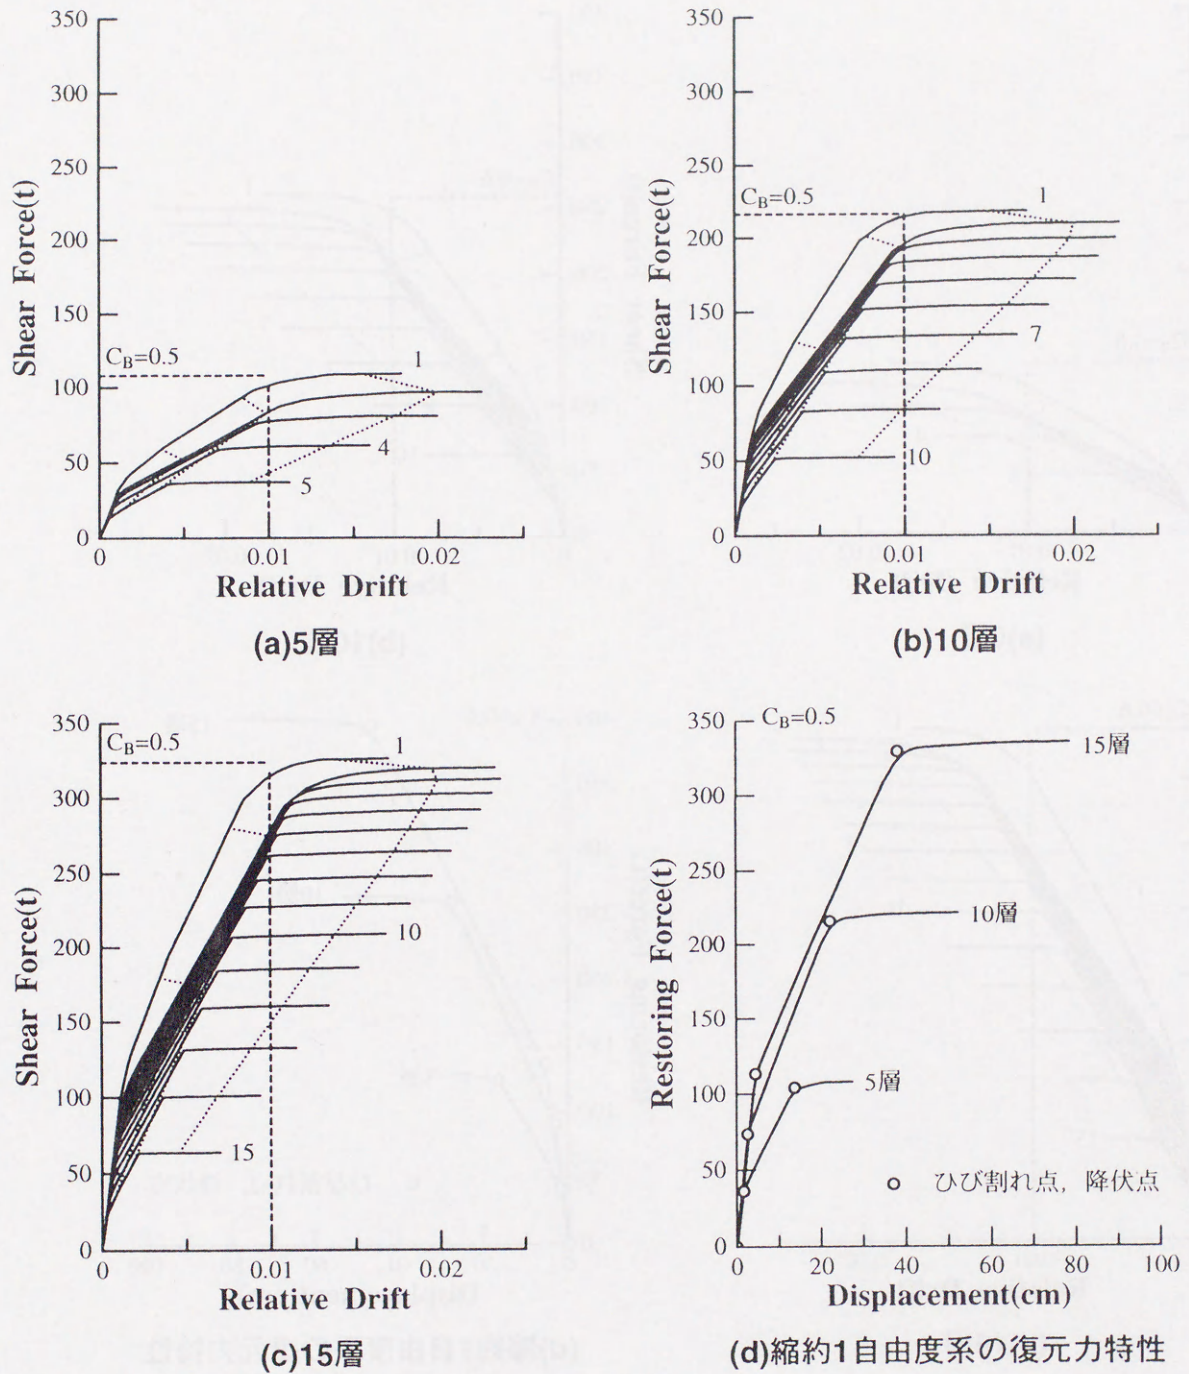 350
300
250
200
150
100
50
0
Shear Force(t)
C_B=0.5
1
4
5
0
0.01
0.02
Relative Drift
(a)5層
350
300
250
200
150
100
50
0
Shear Force(t)
C_B=0.5
1
7
10
0
0.01
0.02
Relative Drift
(b)10層
350
300
250
200
150
100
50
0
Shear Force(t)
C_B=0.5
1
10
15
0
0.01
0.02
Relative Drift
(c)15層
350
300
250
200
150
100
50
0
Restoring Force(t)
C_B=0.5
15層
10層
5層
ひび割れ点，降伏点
0
20
40
60
80
100
Displacement(cm)
(d)縮約1自由度系の復元力特性